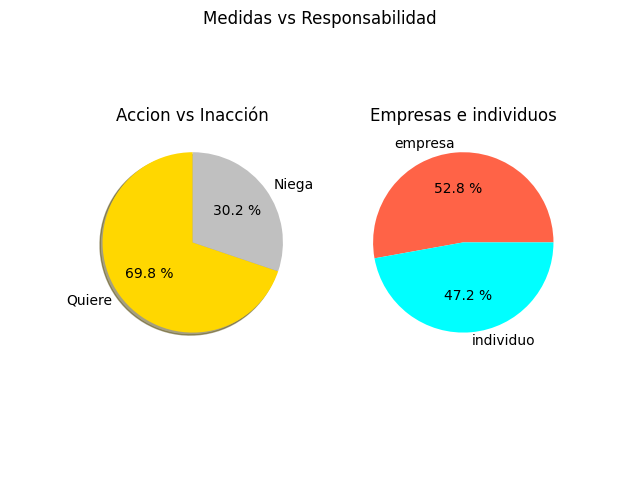 Medidas vs Responsabilidad
Accion vs Inacción
Niega
30.2 %
69.8 %
Quiere
Empresas e individuos
empresa
52.8 %
47.2 %
individuo